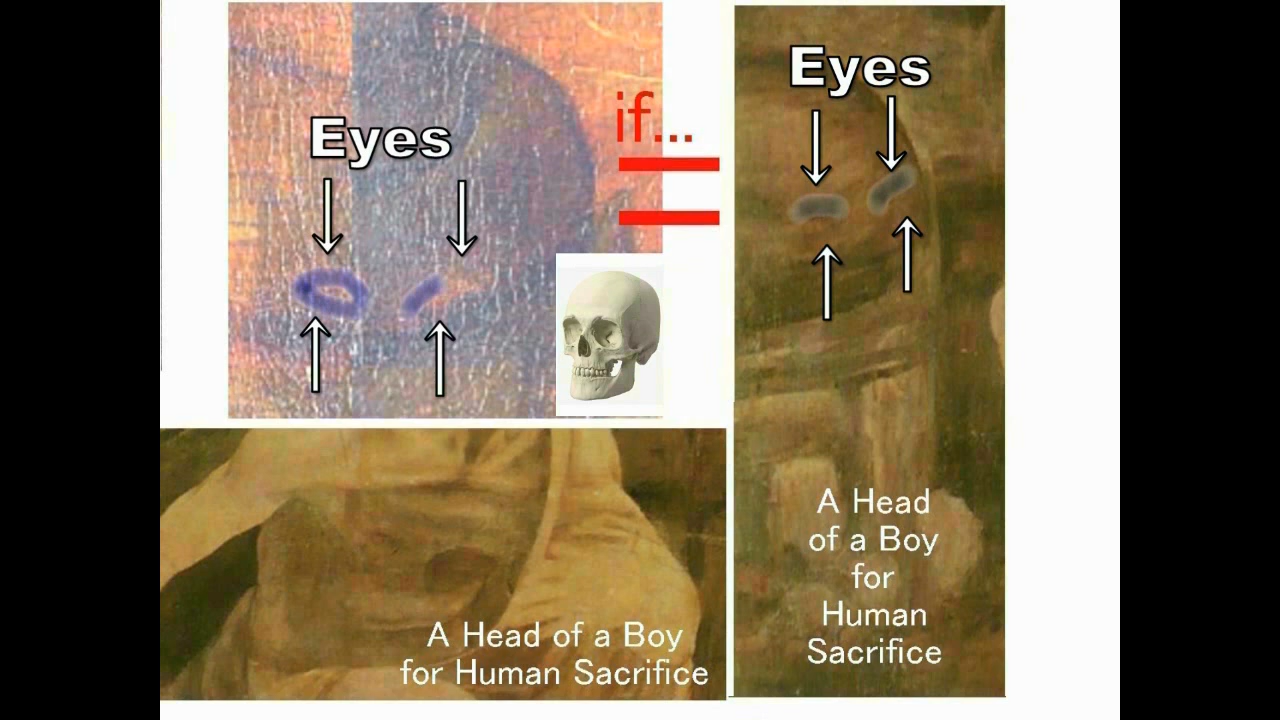 Eyes
if...
Eyes
A Head of a Boy
for Human Sacrifice
A Head
of a Boy
for
Human
Sacrifice